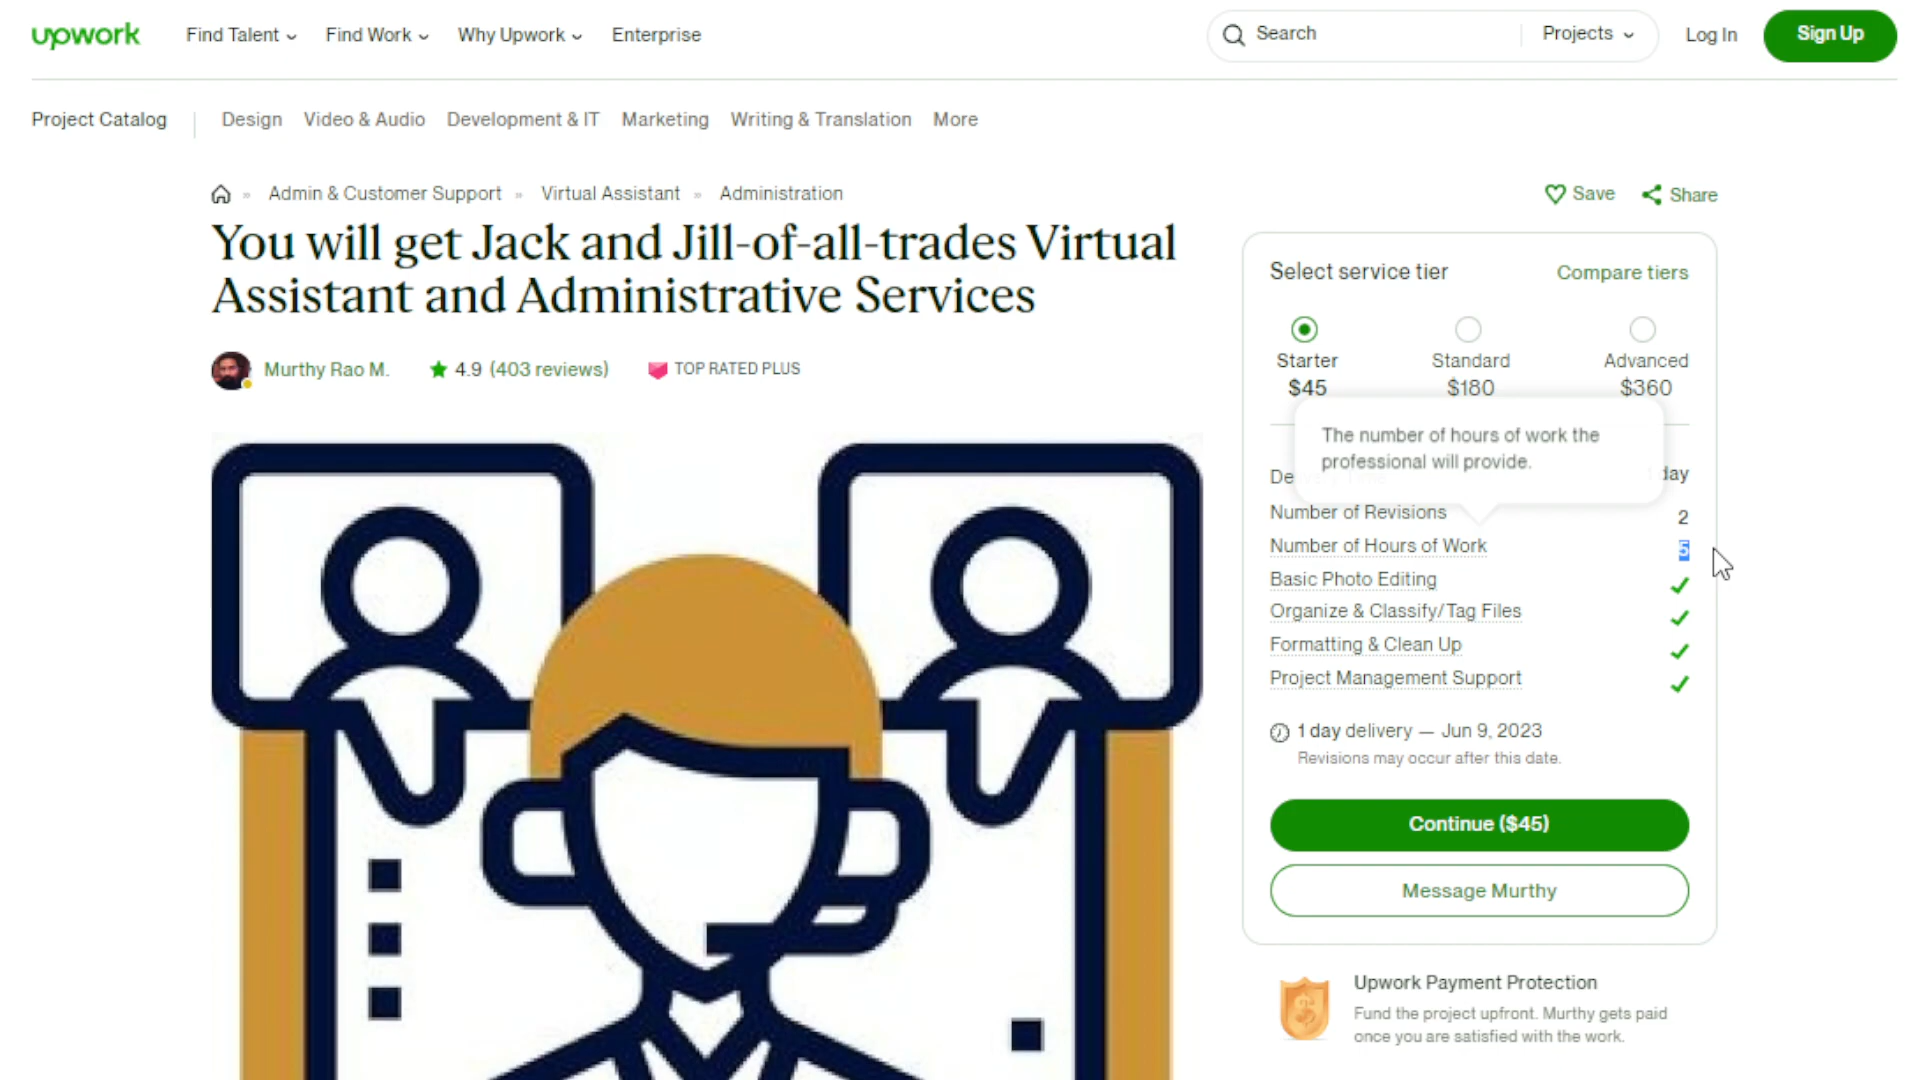 upwork
Find Talent
Find Work
Why Upwork
Enterprise
Search
Projects
Log In
Sign Up
Project Catalog
Design
Video & Audio
Development & IT
Marketing
Writing & Translation
More
» Admin & Customer Support » Virtual Assistant » Administration
Save
Share
You will get Jack and Jill-of-all-trades Virtual
Assistant and Administrative Services
Murthy Rao M.
4.9 (403 reviews)
TOP RATED PLUS
Select service tier
Compare tiers
Starter
$45
Standard
$180
Advanced
$360
The number of hours of work the
professional will provide.
day
Number of Revisions 2
Number of Hours of Work 5
Basic Photo Editing
Organize & Classify/Tag Files
Formatting & Clean Up
Project Management Support
1 day delivery — Jun 9, 2023
Revisions may occur after this date.
Continue ($45)
Message Murthy
Upwork Payment Protection
Fund the project upfront. Murthy gets paid
once you are satisfied with the work.